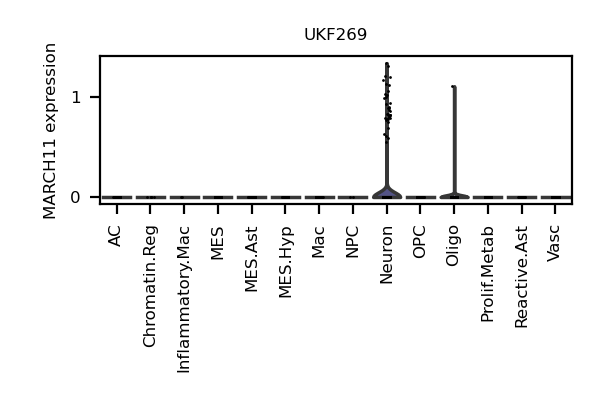 UKF269
MARCH11 expression
1
0
AC
Chromatin.Reg
Inflammatory.Mac
MES
MES.Ast
MES.Hyp
Mac
NPC
Neuron
OPC
Oligo
Prolif.Metab
Reactive.Ast
Vasc